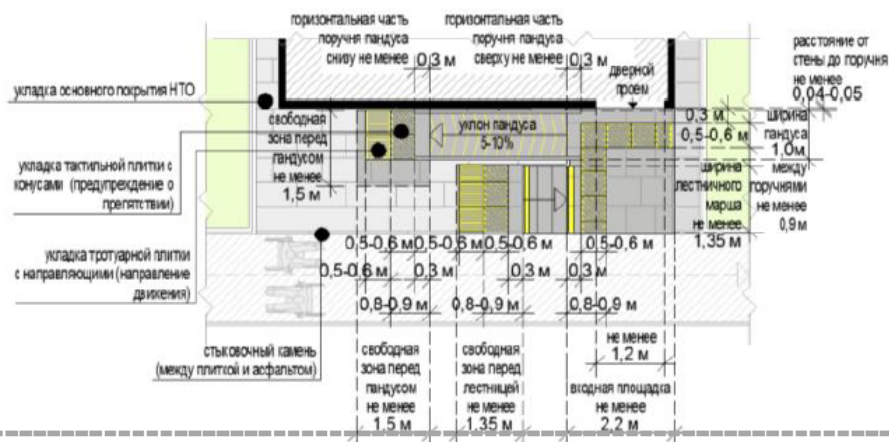 горизонтальная часть
поручня пандуса
снизу не менее
0,3 м
горизонтальная часть
поручня пандуса
сверху не менее
0,3 м
дверной
проем
расстояние от
стены до поручня
не менее
0,04-0,05
укладка основного покрытия НТО
свободная
зона перед
пандусом
не менее
1,5 м
уклон пандуса
5-10%
0,3 м
0,5-0,6 м
ширина
пандуса
1,0м
между
поручнями
не менее
0,9 м
ширина
лестничного
марша
не менее
1,35 м
укладка тактильной плитки с
конусами (предупреждение о
препятствии)
укладка тротуарной плитки
с направляющими (направление
движения)
стыковочный камень
(между плиткой и асфальтом)
0,5-0,6 м
0,5-0,6 м
0,5-0,6 м
0,5-0,6 м
0,5-0,6 м
0,3 м
0,3 м
0,3 м
0,8-0,9 м
0,8-0,9 м
0,8-0,9 м
не менее
1,2 м
свободная
зона перед
пандусом
не менее
1,5 м
свободная
зона перед
лестницей
не менее
1,35 м
входная площадка
не менее
2,2 м